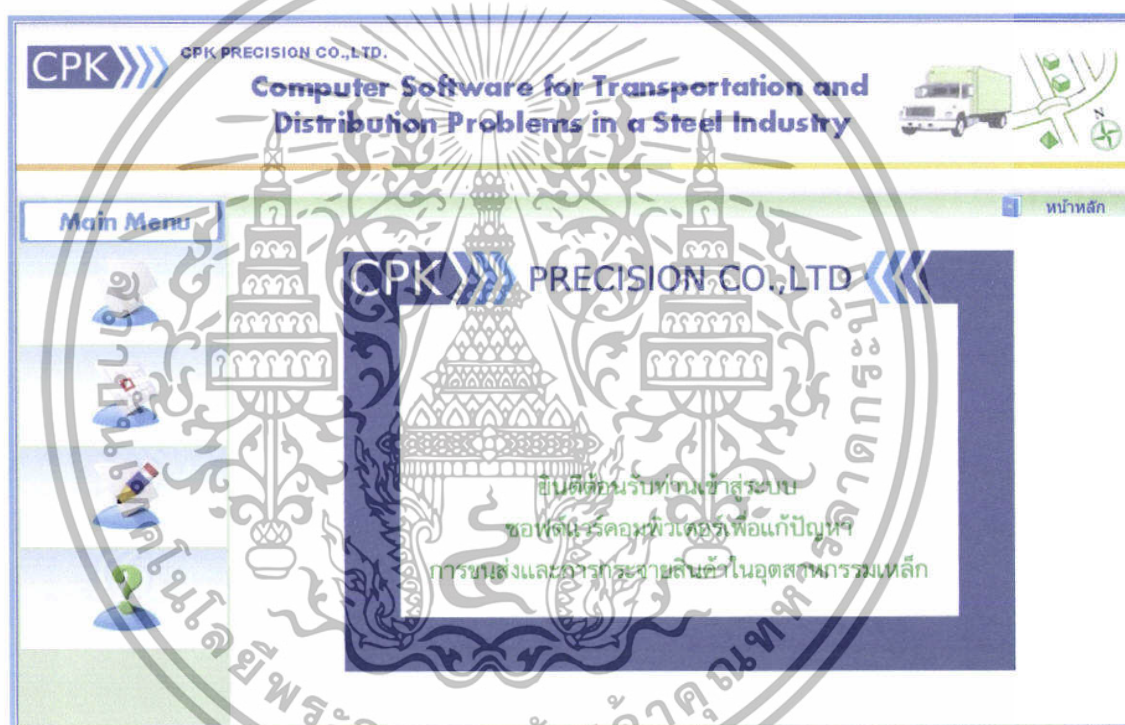 CPK
CPK PRECISION CO.,LTD.
Computer Software for Transportation and
Distribution Problems in a Steel Industry
N
Main Menu
หน้าหลัก
CPK PRECISION CO.,LTD
ยินดีต้อนรับท่านเข้าสู่ระบบ
ซอฟต์แวร์คอมพิวเตอร์เพื่อแก้ปัญหา
การขนส่งและการกระจายสินค้าในอุตสาหกรรมเหล็ก